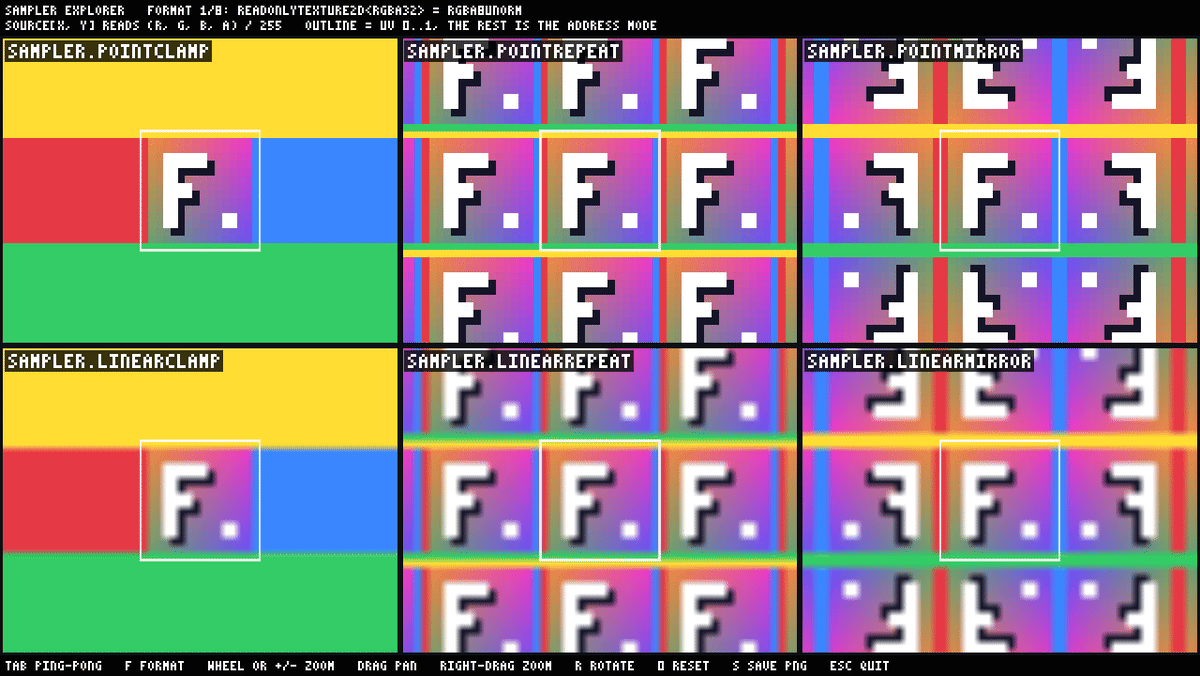 SAMPLER EXPLORER FORMAT 1/8: READONLYTEXTURE2D<RGBA32> = RGBA8UNORM
SOURCE[X, Y] READS (R, G, B, A) / 255 OUTLINE = UV 0..1, THE REST IS THE ADDRESS MODE
SAMPLER.POINTCLAMP
SAMPLER.POINTREPEAT
SAMPLER.POINTMIRROR
SAMPLER.LINEARCLAMP
SAMPLER.LINEARREPEAT
SAMPLER.LINEARMIRROR
TAB PING-PONG F FORMAT WHEEL OR +/- ZOOM DRAG PAN RIGHT-DRAG ZOOM R ROTATE 0 RESET S SAVE PNG ESC QUIT